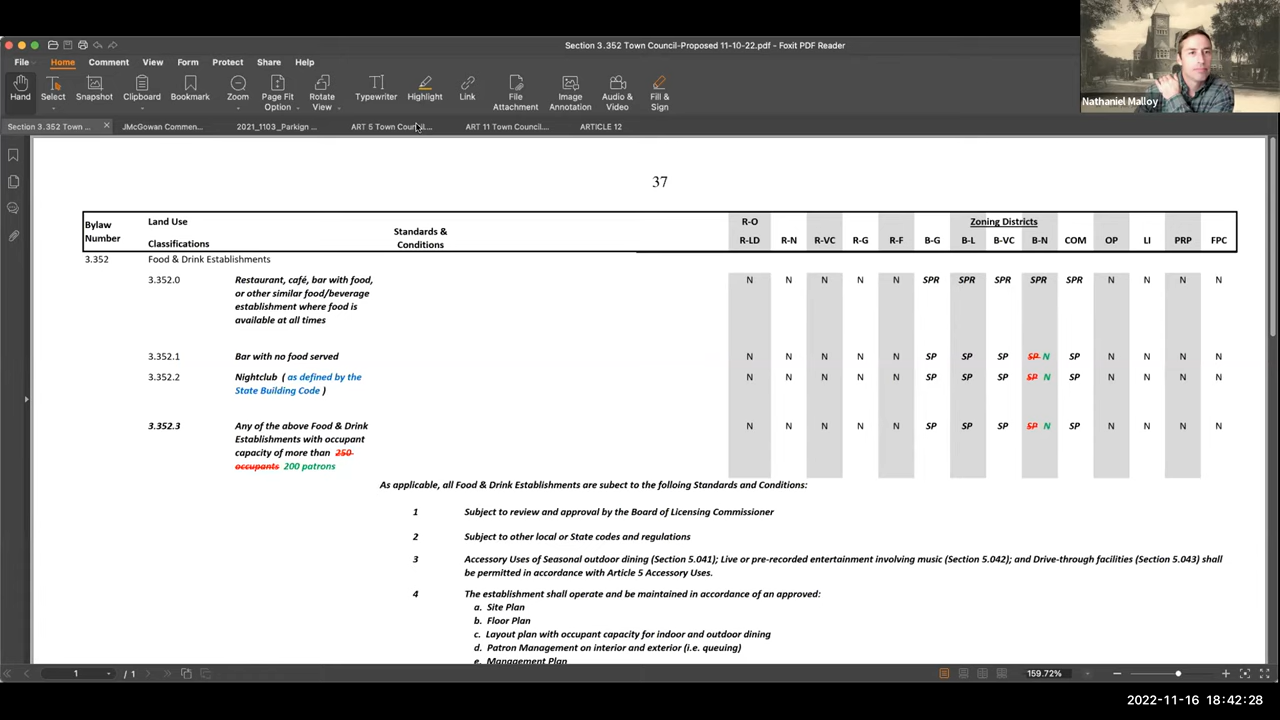 Section 3.352 Town Council-Proposed 11-10-22.pdf - Foxit PDF Reader
File Home Comment View Form Protect Share Help
Hand Select Snapshot Clipboard Bookmark Zoom Page Fit Option Rotate View Typewriter Highlight Link File Attachment Image Annotation Audio & Video Fill & Sign
Nathaniel Malloy
Section 3.352 Town ... JMcGowan Commen... 2021_1103_Parkign ... ART 5 Town Council... ART 11 Town Council... ARTICLE 12
37
Bylaw Number Land Use Classifications Standards & Conditions Zoning Districts
R-O R-LD R-N R-VC R-G R-F B-G B-L B-VC B-N COM OP LI PRP FPC
3.352 Food & Drink Establishments
3.352.0 Restaurant, café, bar with food, N N N N N SPR SPR SPR SPR SPR N N N N
or other similar food/beverage
establishment where food is
available at all times
3.352.1 Bar with no food served N N N N N SP SP SP SP N SP N N N N
3.352.2 Nightclub ( as defined by the N N N N N SP SP SP SP N SP N N N N
State Building Code )
3.352.3 Any of the above Food & Drink N N N N N SP SP SP SP N SP N N N N
Establishments with occupant
capacity of more than 250
occupants 200 patrons
As applicable, all Food & Drink Establishments are subect to the folloing Standards and Conditions:
1 Subject to review and approval by the Board of Licensing Commissioner
2 Subject to other local or State codes and regulations
3 Accessory Uses of Seasonal outdoor dining (Section 5.041); Live or pre-recorded entertainment involving music (Section 5.042); and Drive-through facilities (Section 5.043) shall
be permitted in accordance with Article 5 Accessory Uses.
4 The establishment shall operate and be maintained in accordance of an approved:
a. Site Plan
b. Floor Plan
c. Layout plan with occupant capacity for indoor and outdoor dining
d. Patron Management on interior and exterior (i.e. queuing)
e. Management Plan
1 / 1 159.72%
2022-11-16 18:42:28